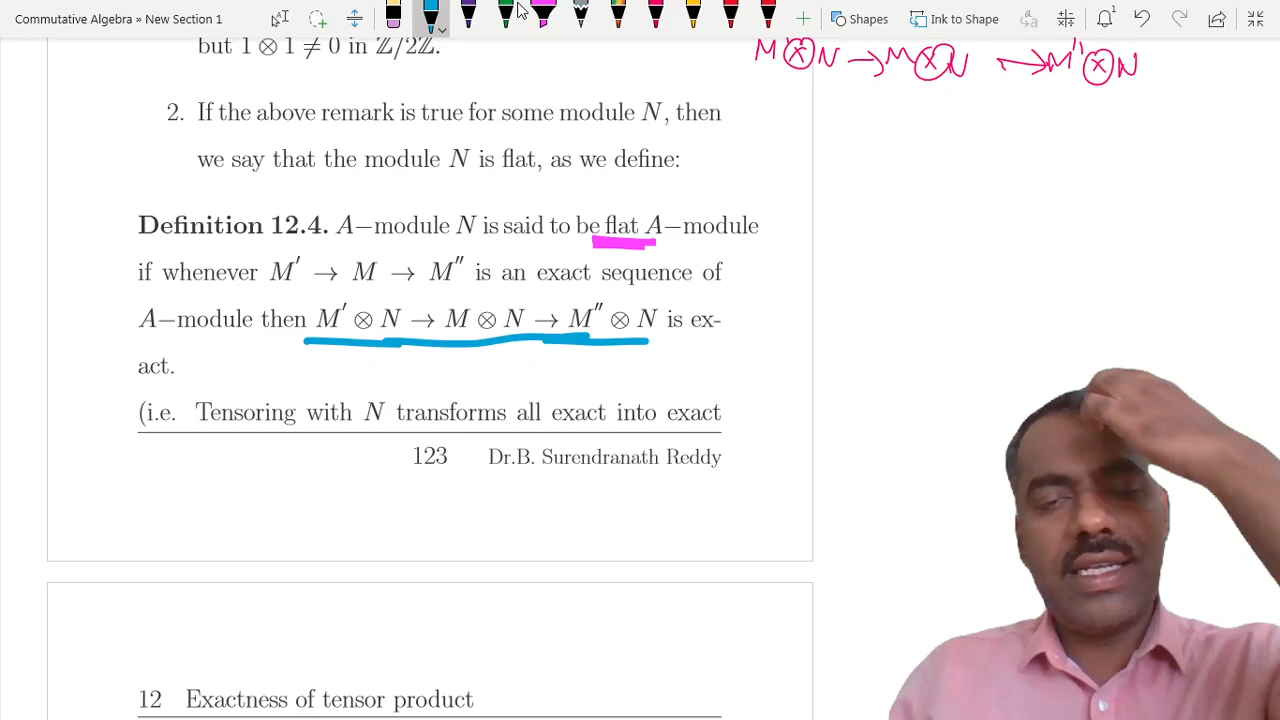 Commutative Algebra » New Section 1
Shapes
Ink to Shape
but 1 ⊗ 1 ≠ 0 in ℤ/2ℤ.
M' ⊗ N → M ⊗ N → M'' ⊗ N
2. If the above remark is true for some module N, then
we say that the module N is flat, as we define:
Definition 12.4. A−module N is said to be flat A−module
if whenever M′ → M → M″ is an exact sequence of
A−module then M′ ⊗ N → M ⊗ N → M″ ⊗ N is ex-
act.
(i.e. Tensoring with N transforms all exact into exact
123 Dr.B. Surendranath Reddy
12 Exactness of tensor product